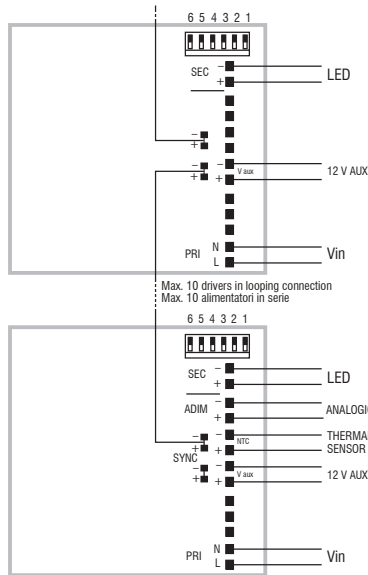 6 5 4 3 2 1
SEC
−
+
LED
−
+
−
+
−
+
V aux
12 V AUX
PRI
N
L
Vin
Max. 10 drivers in looping connection
Max. 10 alimentatori in serie
6 5 4 3 2 1
SEC
−
+
LED
ADIM
−
+
ANALOGIC
−
+
SYNC
−
+
NTC
THERMAL
SENSOR
−
+
−
+
V aux
12 V AUX
PRI
N
L
Vin